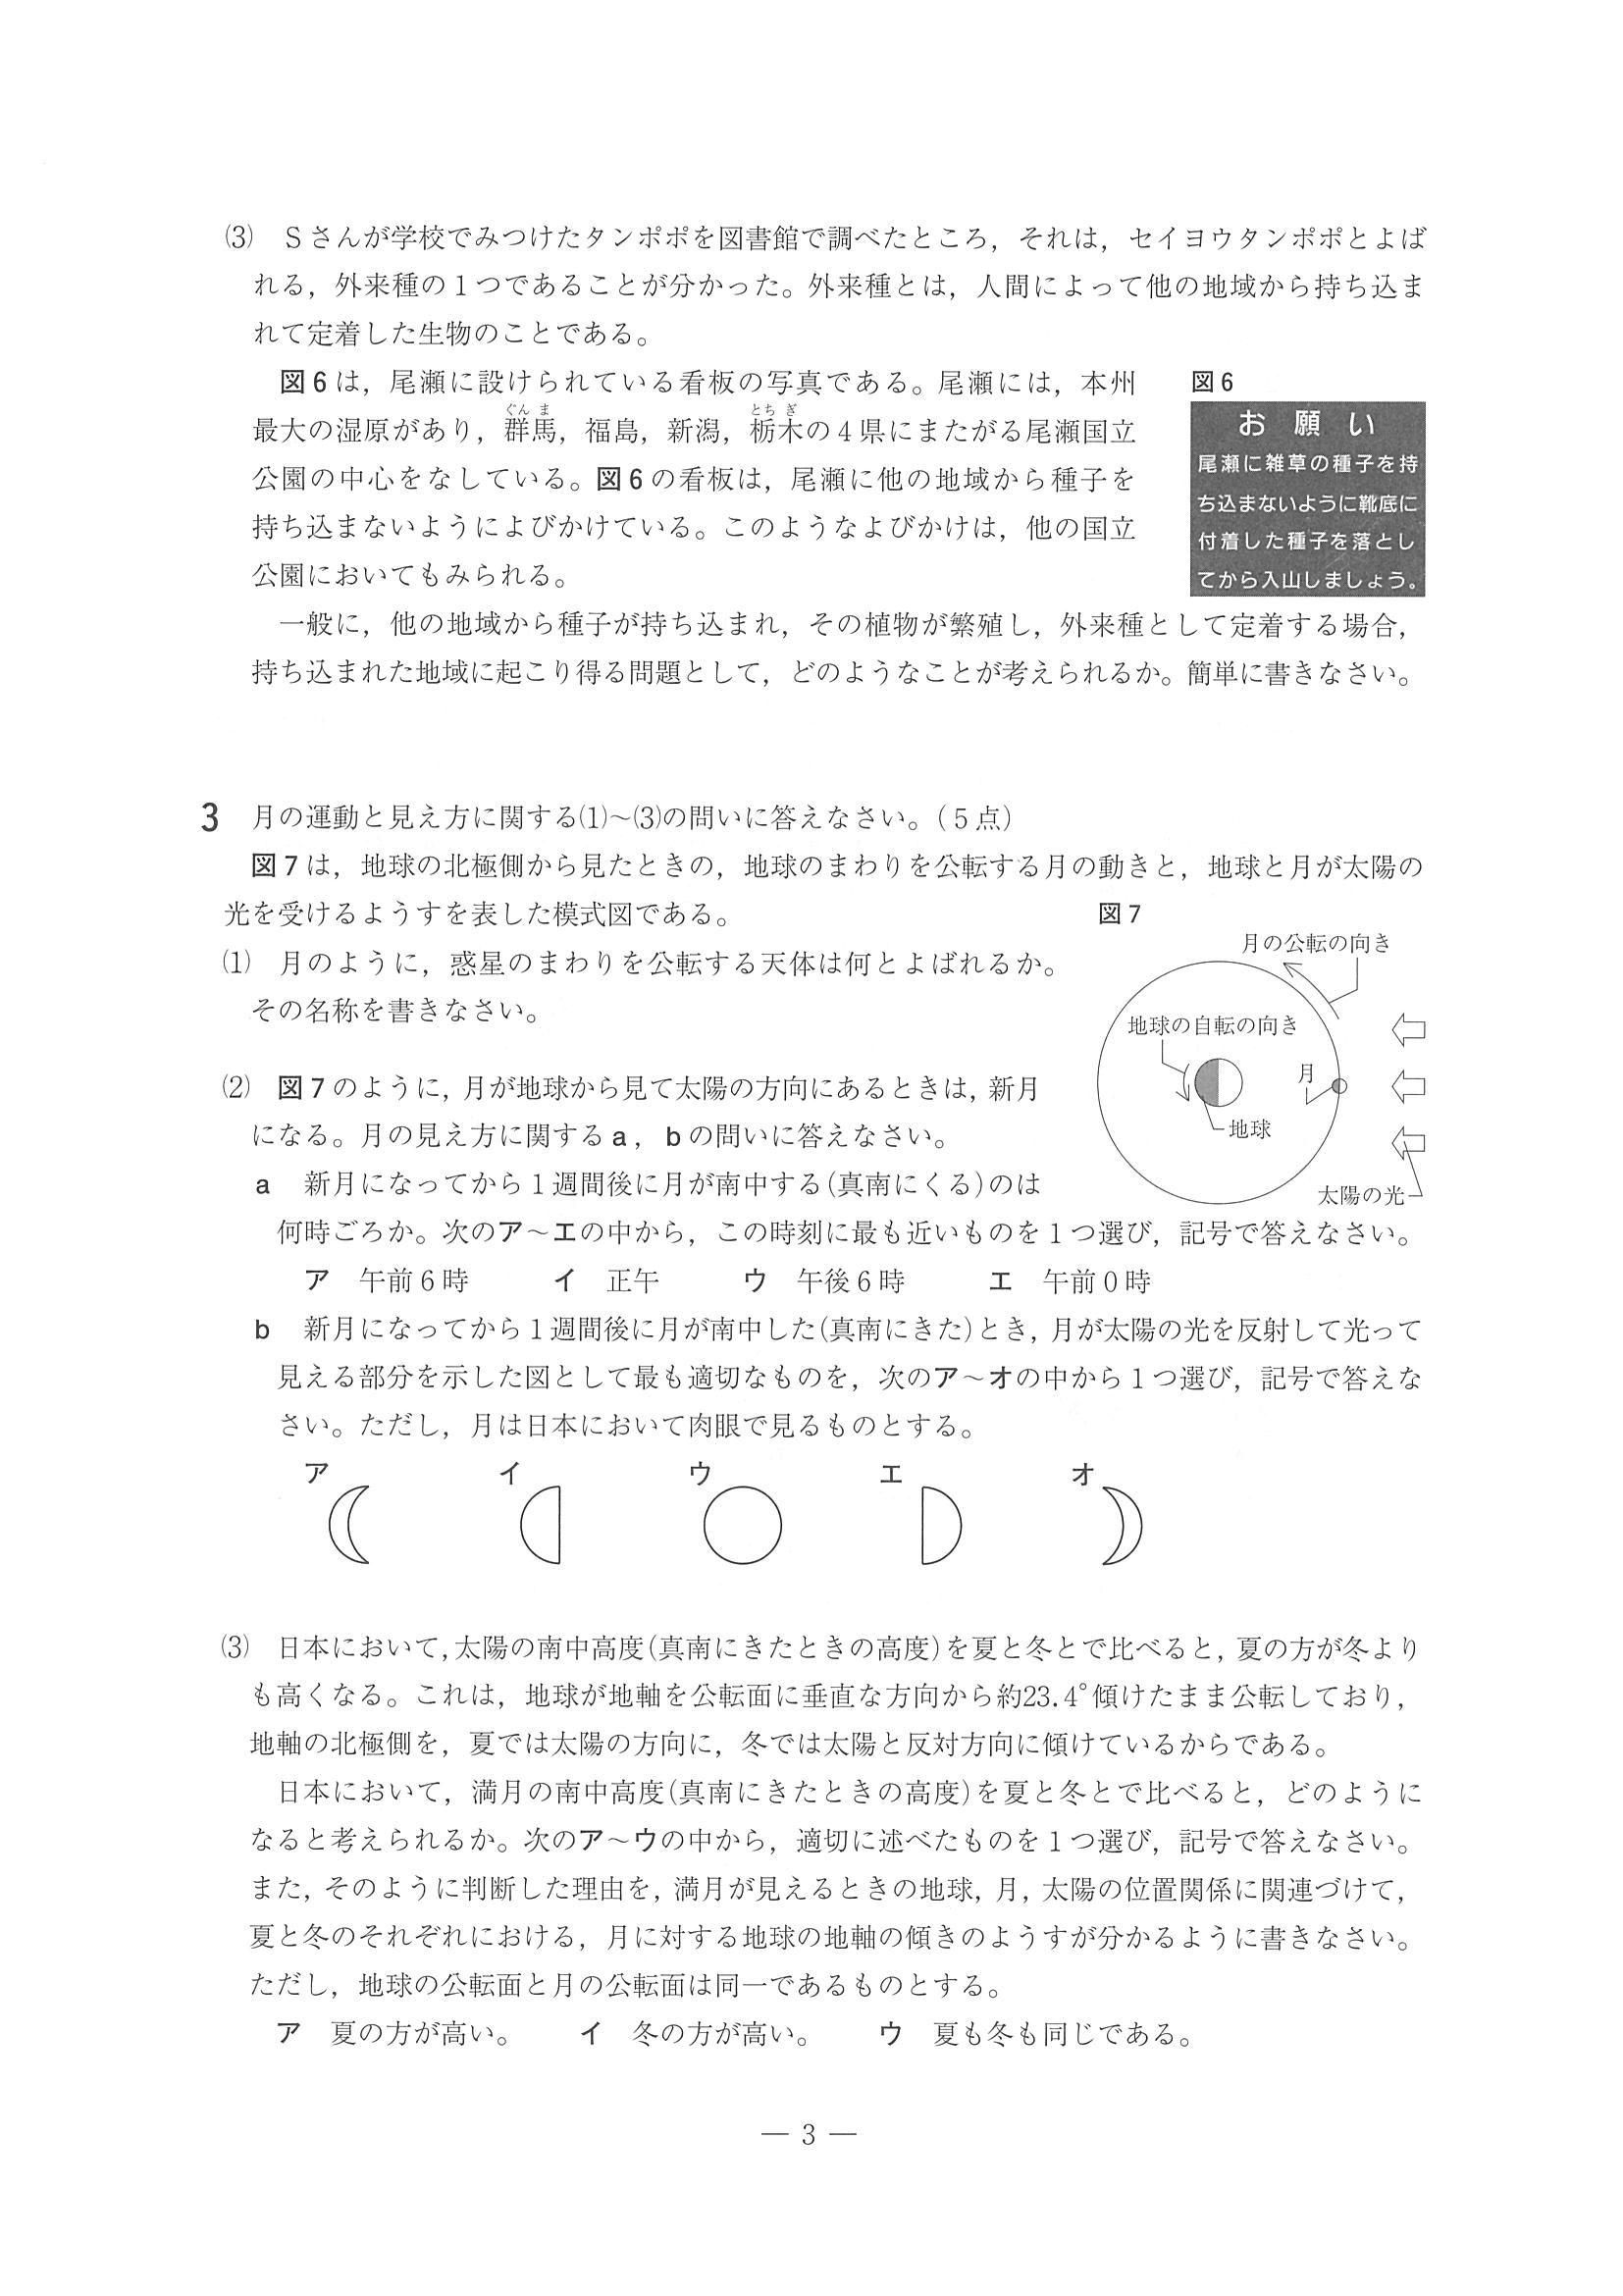 ⑶　Sさんが学校でみつけたタンポポを図書館で調べたところ，それは，セイヨウタンポポとよば
れる，外来種の1つであることが分かった。外来種とは，人間によって他の地域から持ち込ま
れて定着した生物のことである。
図6は，尾瀬に設けられている看板の写真である。尾瀬には，本州
最大の湿原があり，群馬，福島，新潟，栃木の4県にまたがる尾瀬国立
公園の中心をなしている。図6の看板は，尾瀬に他の地域から種子を
持ち込まないようによびかけている。このようなよびかけは，他の国立
公園においてもみられる。
ぐんま
とちぎ
図6
お願い
尾瀬に雑草の種子を持
ち込まないように靴底に
付着した種子を落とし
てから入山しましょう。
一般に，他の地域から種子が持ち込まれ，その植物が繁殖し，外来種として定着する場合，
持ち込まれた地域に起こり得る問題として，どのようなことが考えられるか。簡単に書きなさい。
3　月の運動と見え方に関する⑴～⑶の問いに答えなさい。（5点）
図7は，地球の北極側から見たときの，地球のまわりを公転する月の動きと，地球と月が太陽の
光を受けるようすを表した模式図である。
⑴　月のように，惑星のまわりを公転する天体は何とよばれるか。
その名称を書きなさい。
⑵　図7のように，月が地球から見て太陽の方向にあるときは，新月
になる。月の見え方に関するa，bの問いに答えなさい。
図7
月の公転の向き
地球の自転の向き
月
地球
太陽の光
a　新月になってから1週間後に月が南中する（真南にくる）のは
何時ごろか。次のア～エの中から，この時刻に最も近いものを1つ選び，記号で答えなさい。
ア　午前6時　イ　正午　ウ　午後6時　エ　午前0時
b　新月になってから1週間後に月が南中した（真南にきた）とき，月が太陽の光を反射して光って
見える部分を示した図として最も適切なものを，次のア～オの中から1つ選び，記号で答えな
さい。ただし，月は日本において肉眼で見るものとする。
ア　イ　ウ　エ　オ
⑶　日本において，太陽の南中高度（真南にきたときの高度）を夏と冬とで比べると，夏の方が冬より
も高くなる。これは，地球が地軸を公転面に垂直な方向から約23.4°傾けたまま公転しており，
地軸の北極側を，夏では太陽の方向に，冬では太陽と反対方向に傾けているからである。
日本において，満月の南中高度（真南にきたときの高度）を夏と冬とで比べると，どのように
なると考えられるか。次のア～ウの中から，適切に述べたものを1つ選び，記号で答えなさい。
また，そのように判断した理由を，満月が見えるときの地球，月，太陽の位置関係に関連づけて，
夏と冬のそれぞれにおける，月に対する地球の地軸の傾きのようすが分かるように書きなさい。
ただし，地球の公転面と月の公転面は同一であるものとする。
ア　夏の方が高い。　イ　冬の方が高い。　ウ　夏も冬も同じである。
— 3 —